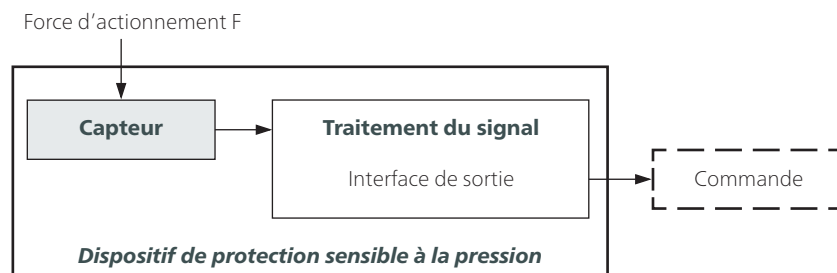 Force d'actionnement F
Capteur
Traitement du signal
Interface de sortie
Commande
Dispositif de protection sensible à la pression